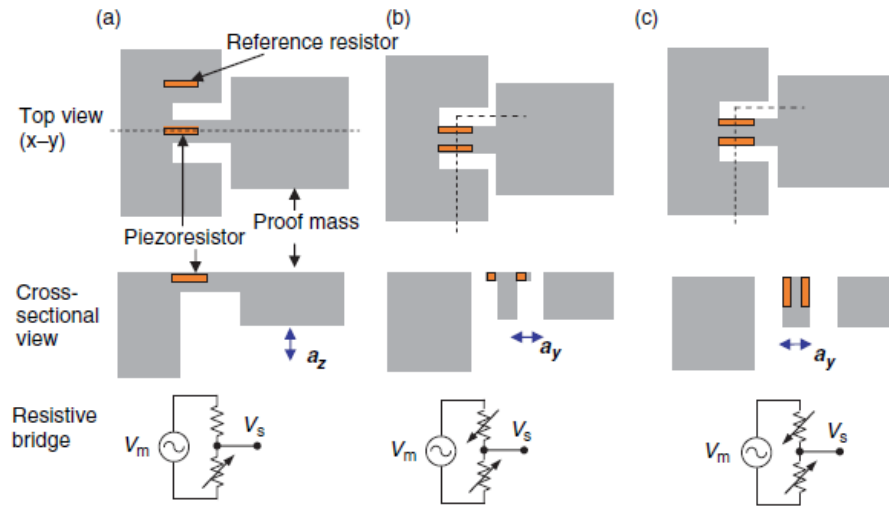 (a)
(b)
(c)
Reference resistor
Top view
(x–y)
Proof mass
Piezoresistor
Cross-
sectional
view
a_z
a_y
a_y
Resistive
bridge
V_m
V_s
V_m
V_s
V_m
V_s